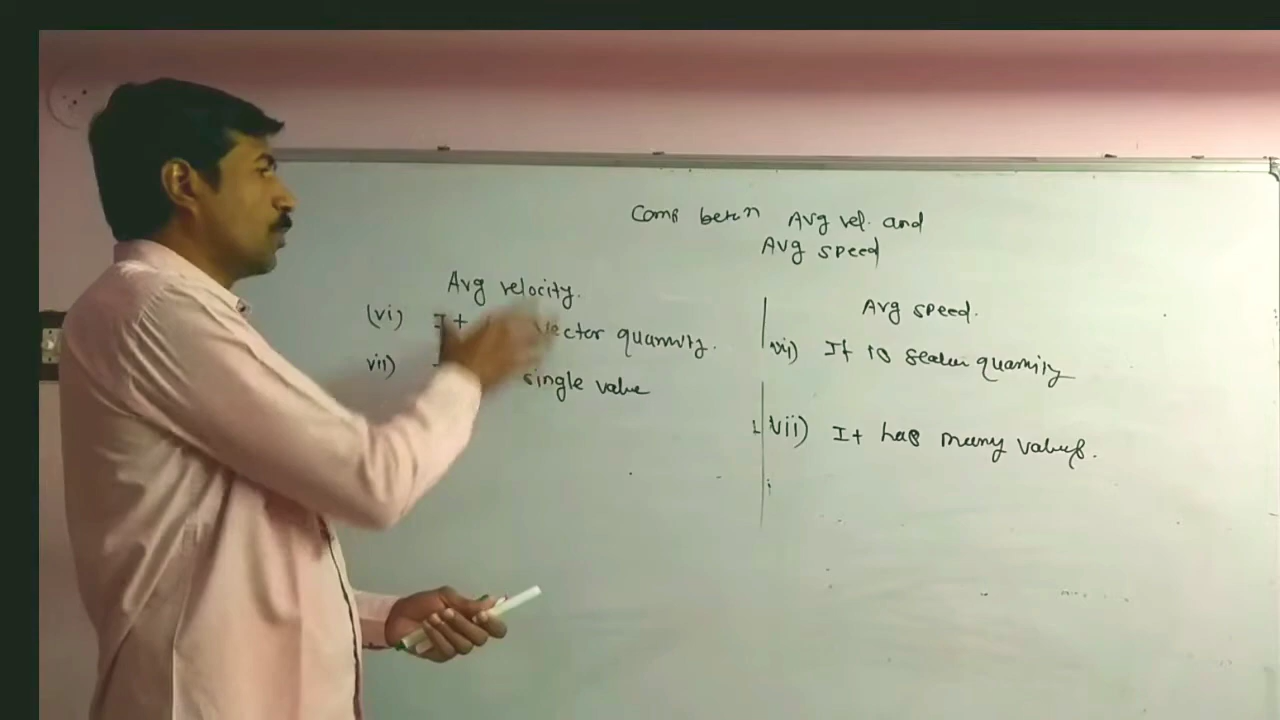 Comp betn Avg vel. and
Avg speed
Avg velocity.
(vi) It vector quantity.
vii) single value
Avg speed.
vi) It is scalar quantity
vii) It has many values.